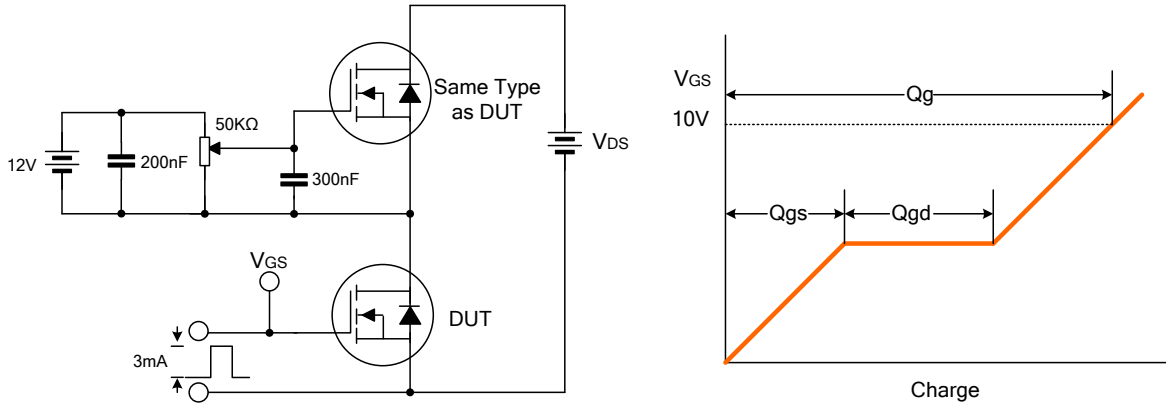 Same Type
as DUT
50KΩ
12V
200nF
300nF
VDS
VGS
DUT
3mA
VGS
Qg
10V
Qgs
Qgd
Charge